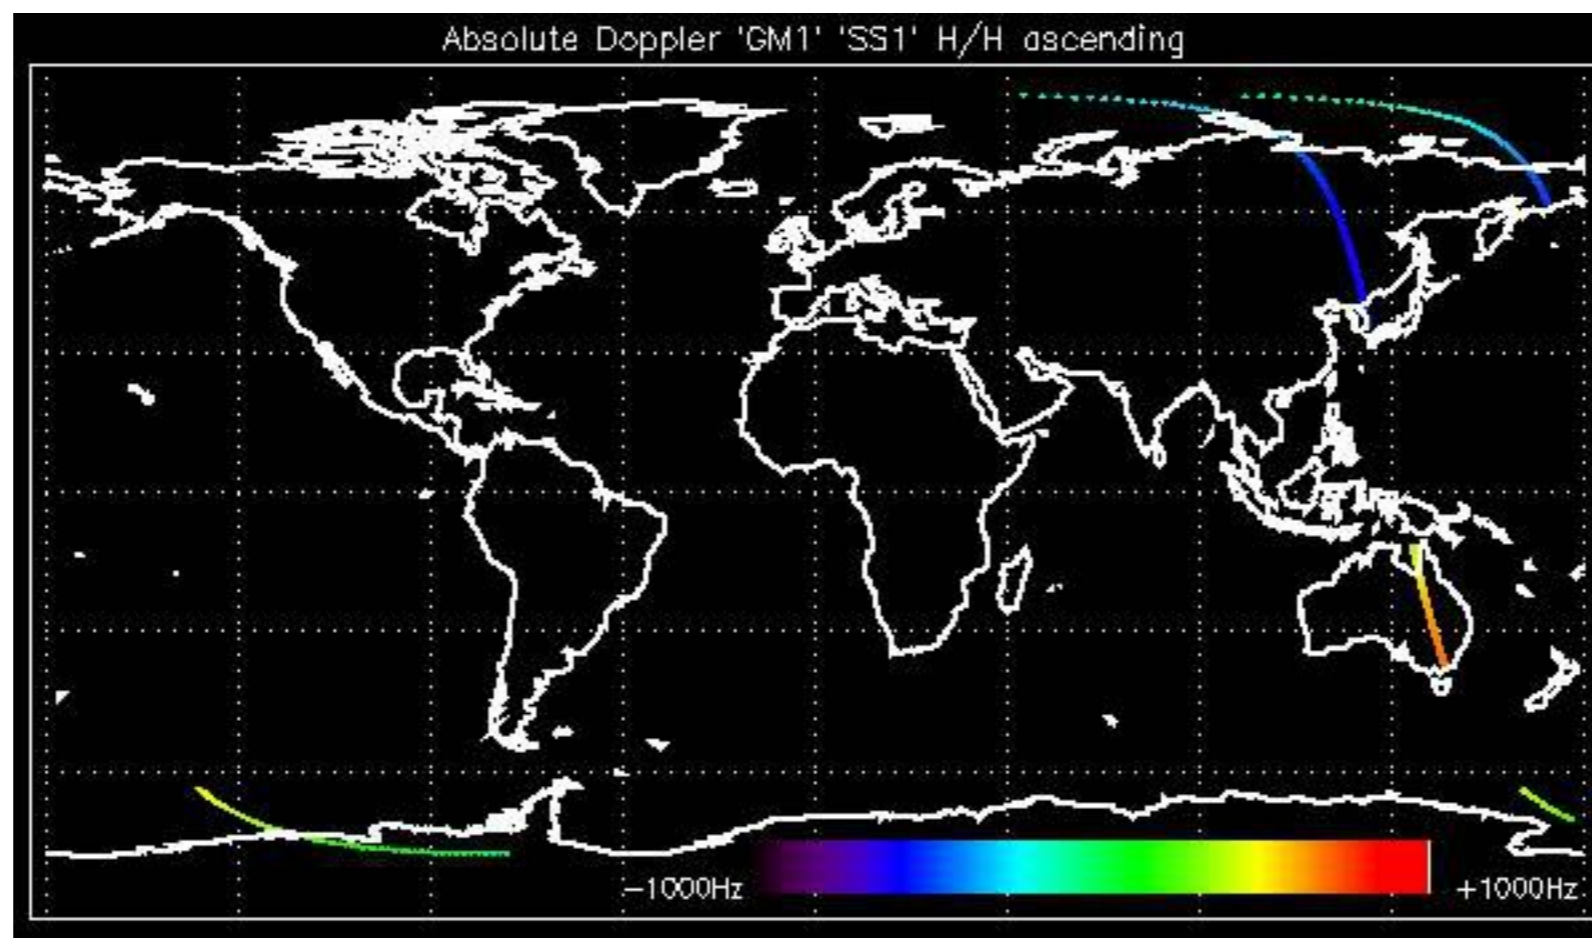 Absolute Doppler 'GM1' 'SS1' H/H ascending
-1000Hz
+1000Hz